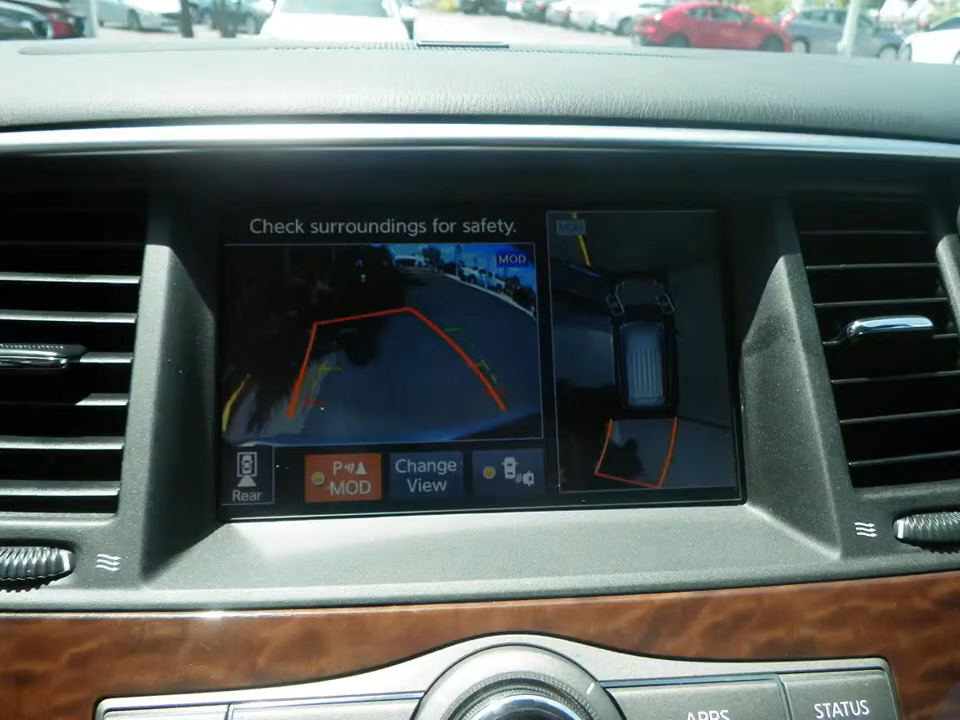 Check surroundings for safety.
MOD
MOD
Rear
P
MOD
Change
View
APPS
STATUS